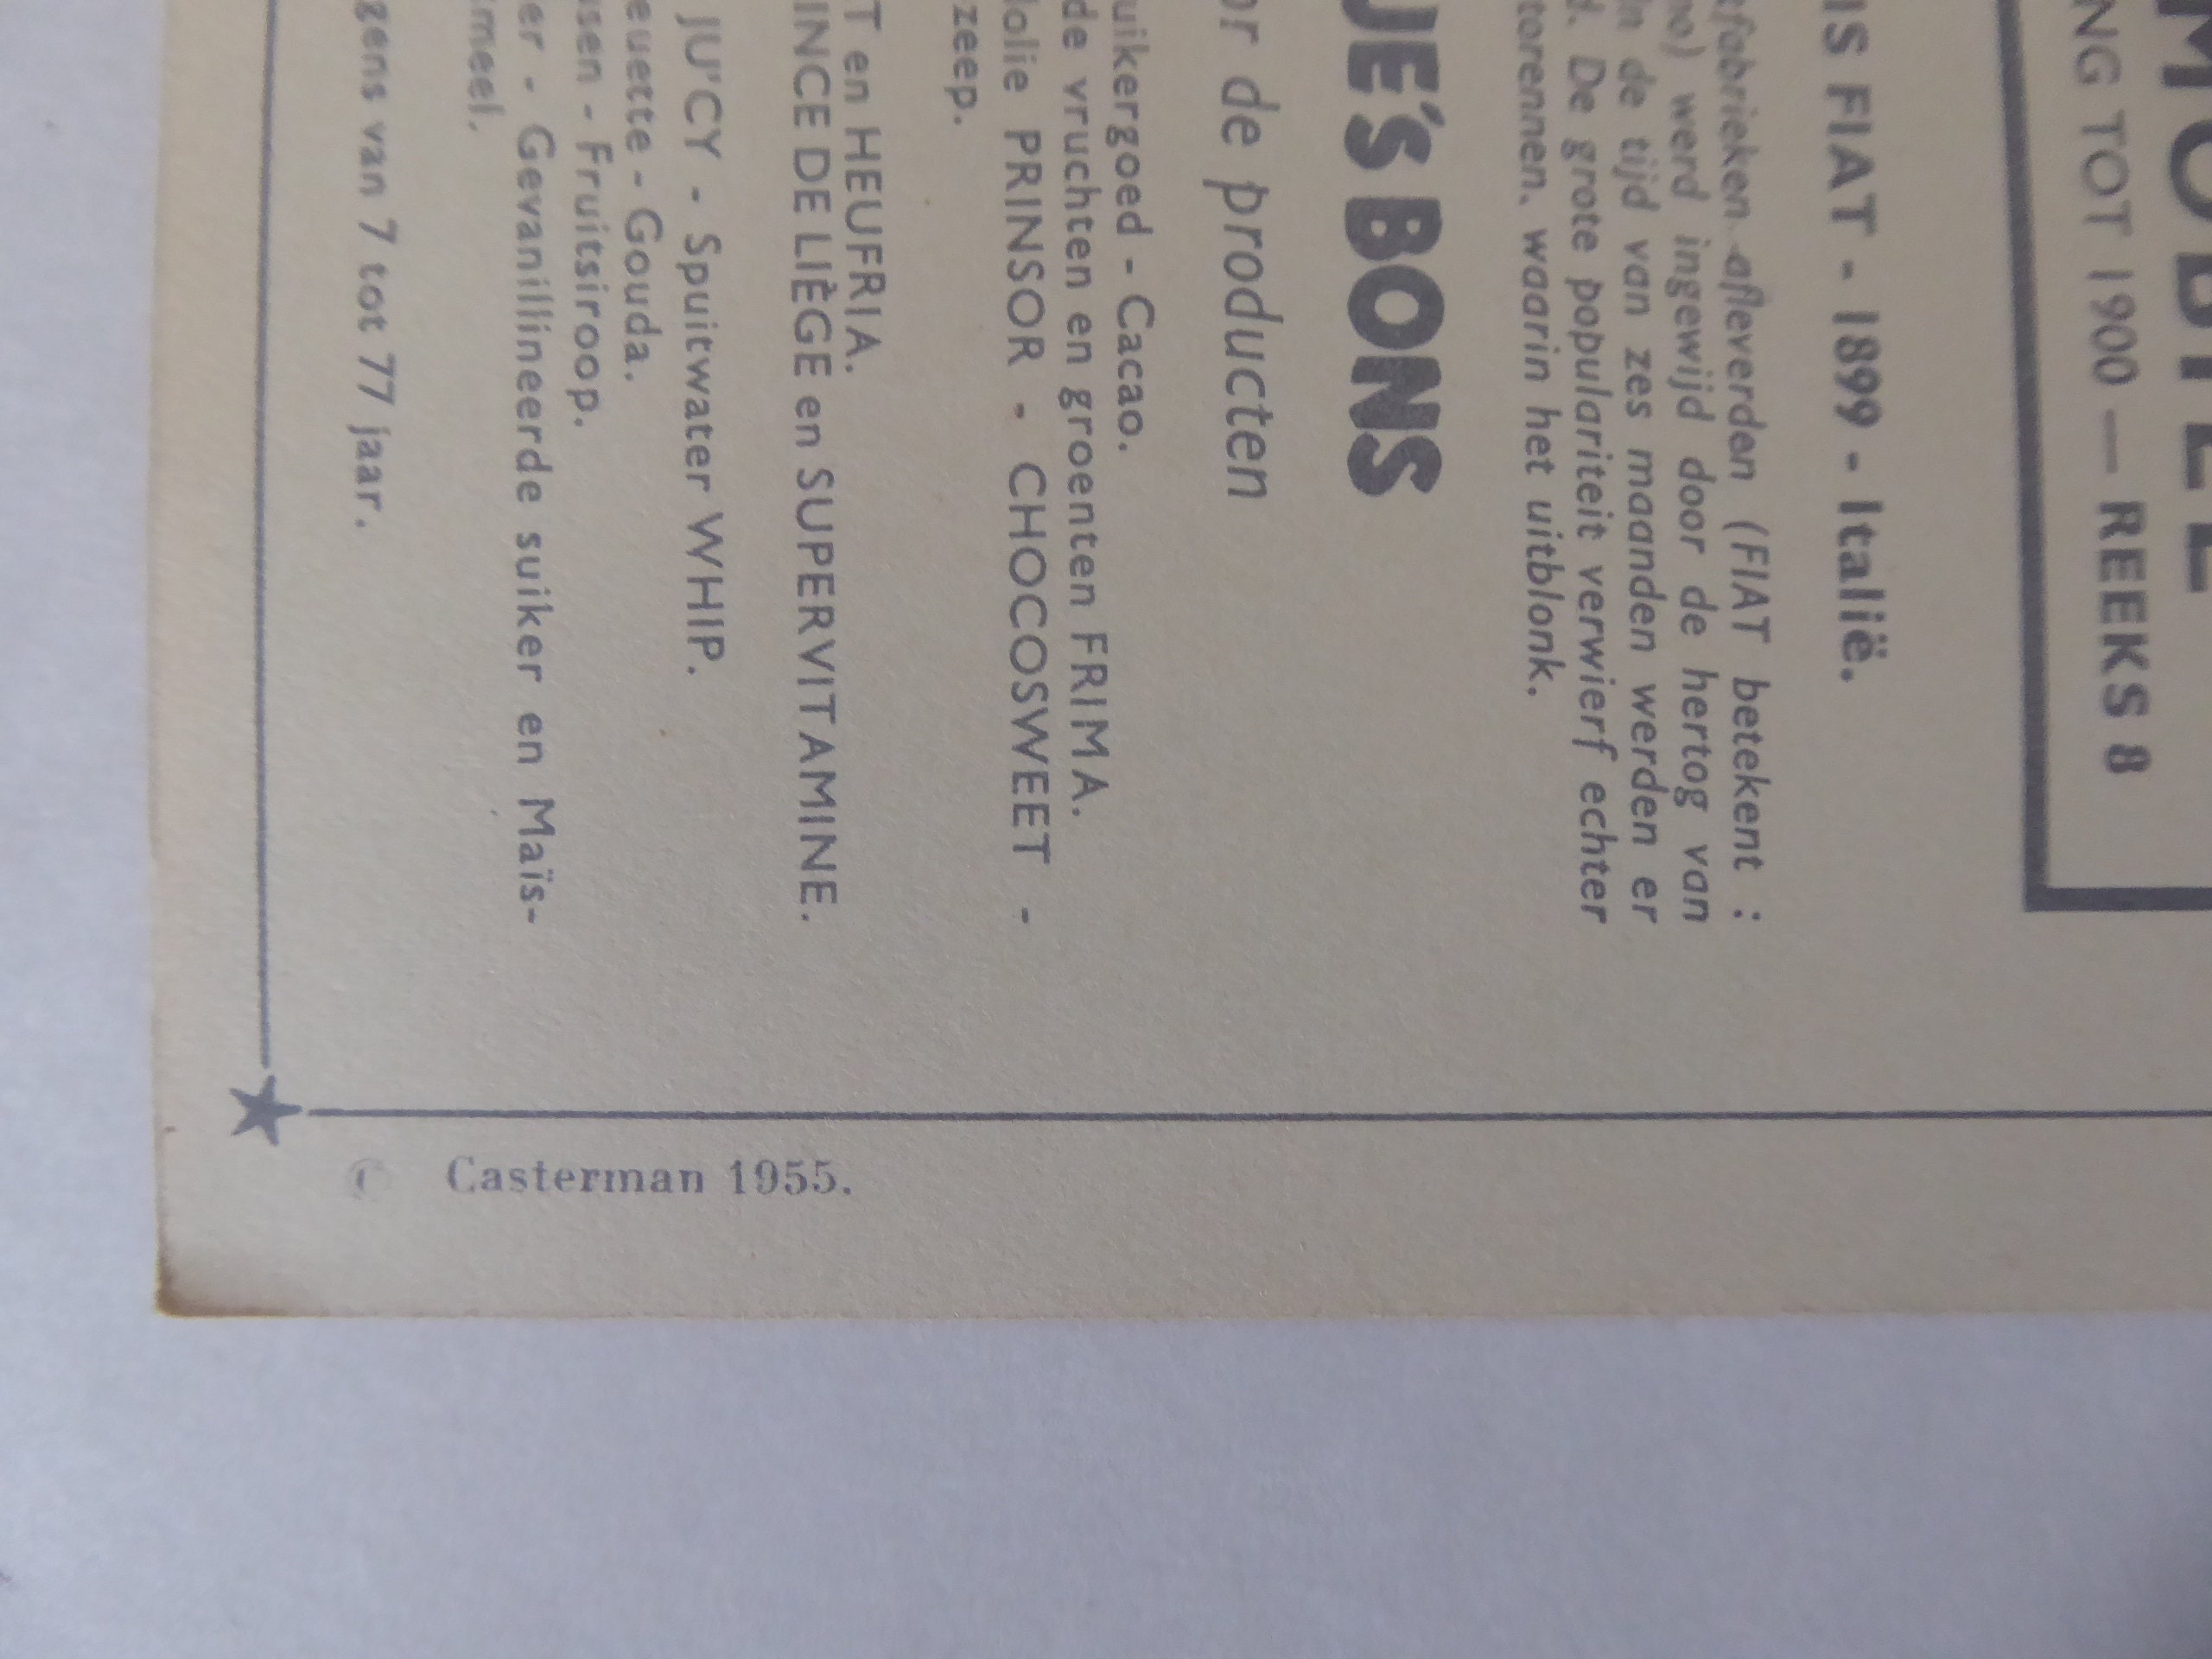 NG TOT 1900 — REEKS 8
IS FIAT - 1899 - Italië.
afleverden (FIAT betekent :
werd ingewijd door de hertog van
in de tijd van zes maanden werden er
De grote populariteit verwierf echter
torennen, waarin het uitblonk.
JE'S BONS
or de producten
uikergoed - Cacao.
de vruchten en groenten FRIMA.
lolie PRINSOR - CHOCOSWEET -
zeep.
T en HEUFRIA.
INCE DE LIÈGE en SUPERVITAMINE.
JU'CY - Spuitwater WHIP.
euette - Gouda.
sen - Fruitsiroop.
er - Gevanillineerde suiker en Maïs-
meel.
gens van 7 tot 77 jaar.
© Casterman 1955.